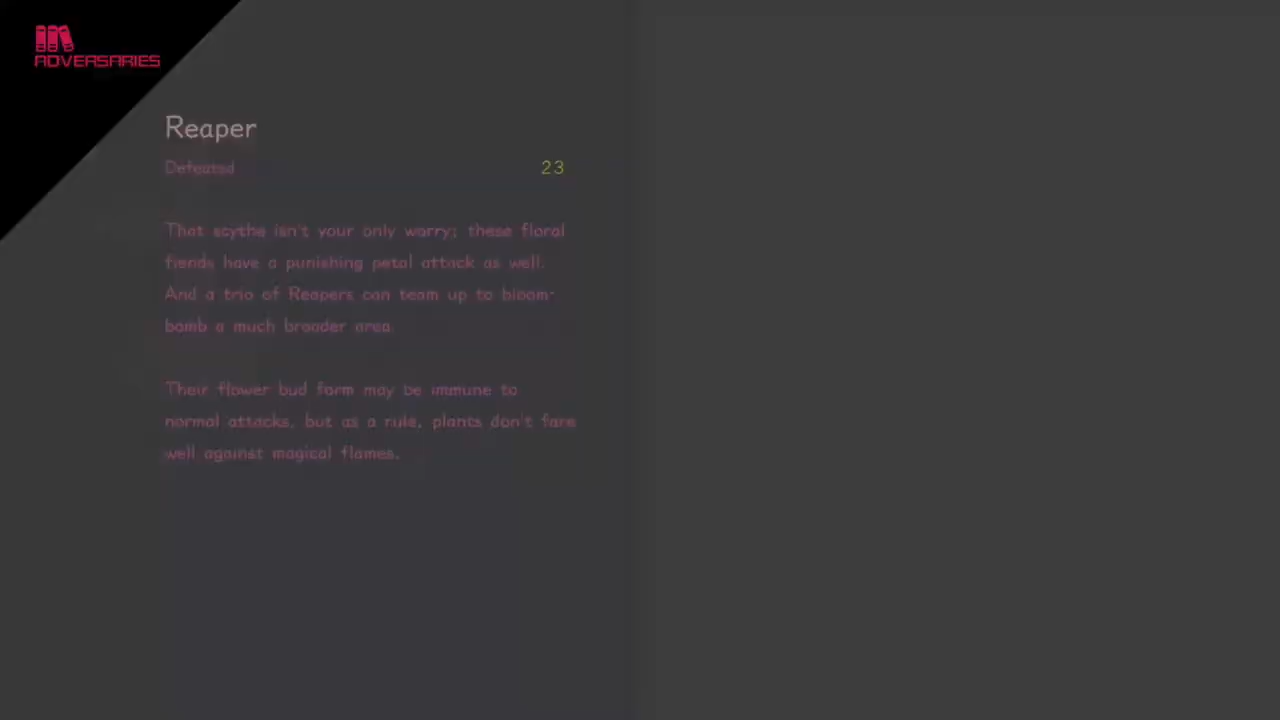 ADVERSARIES
Reaper
Defeated 23
That scythe isn't your only worry; these floral
fiends have a punishing petal attack as well.
And a trio of Reapers can team up to bloom-
bomb a much broader area.
Their flower bud form may be immune to
normal attacks, but as a rule, plants don't fare
well against magical flames.